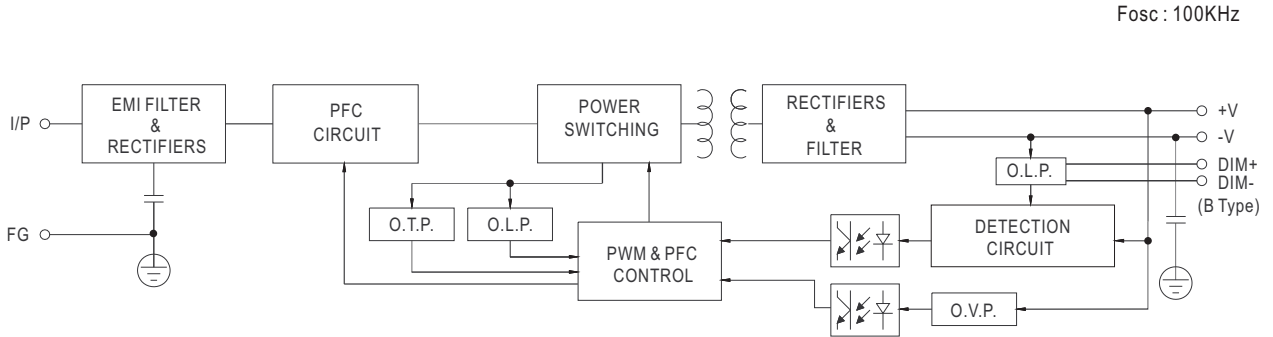 Fosc : 100KHz
I/P
EMI FILTER
&
RECTIFIERS
PFC
CIRCUIT
POWER
SWITCHING
RECTIFIERS
&
FILTER
+V
-V
DIM+
DIM-
(B Type)
O.L.P.
FG
O.T.P.
O.L.P.
PWM & PFC
CONTROL
DETECTION
CIRCUIT
O.V.P.